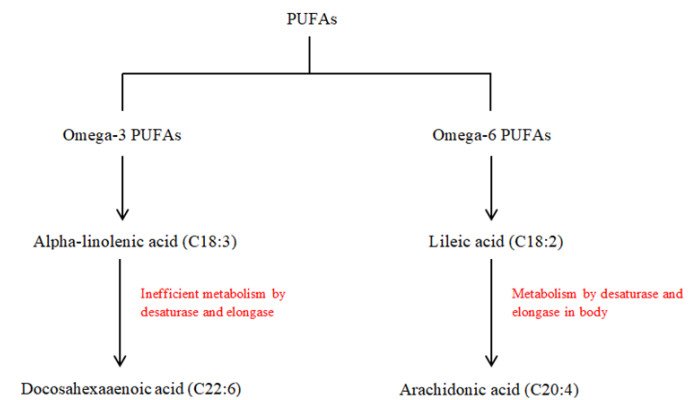 PUFAs
Omega-3 PUFAs
Omega-6 PUFAs
Alpha-linolenic acid (C18:3)
Lileic acid (C18:2)
Inefficient metabolism by
desaturase and elongase
Metabolism by desaturase and
elongase in body
Docosahexaaenoic acid (C22:6)
Arachidonic acid (C20:4)